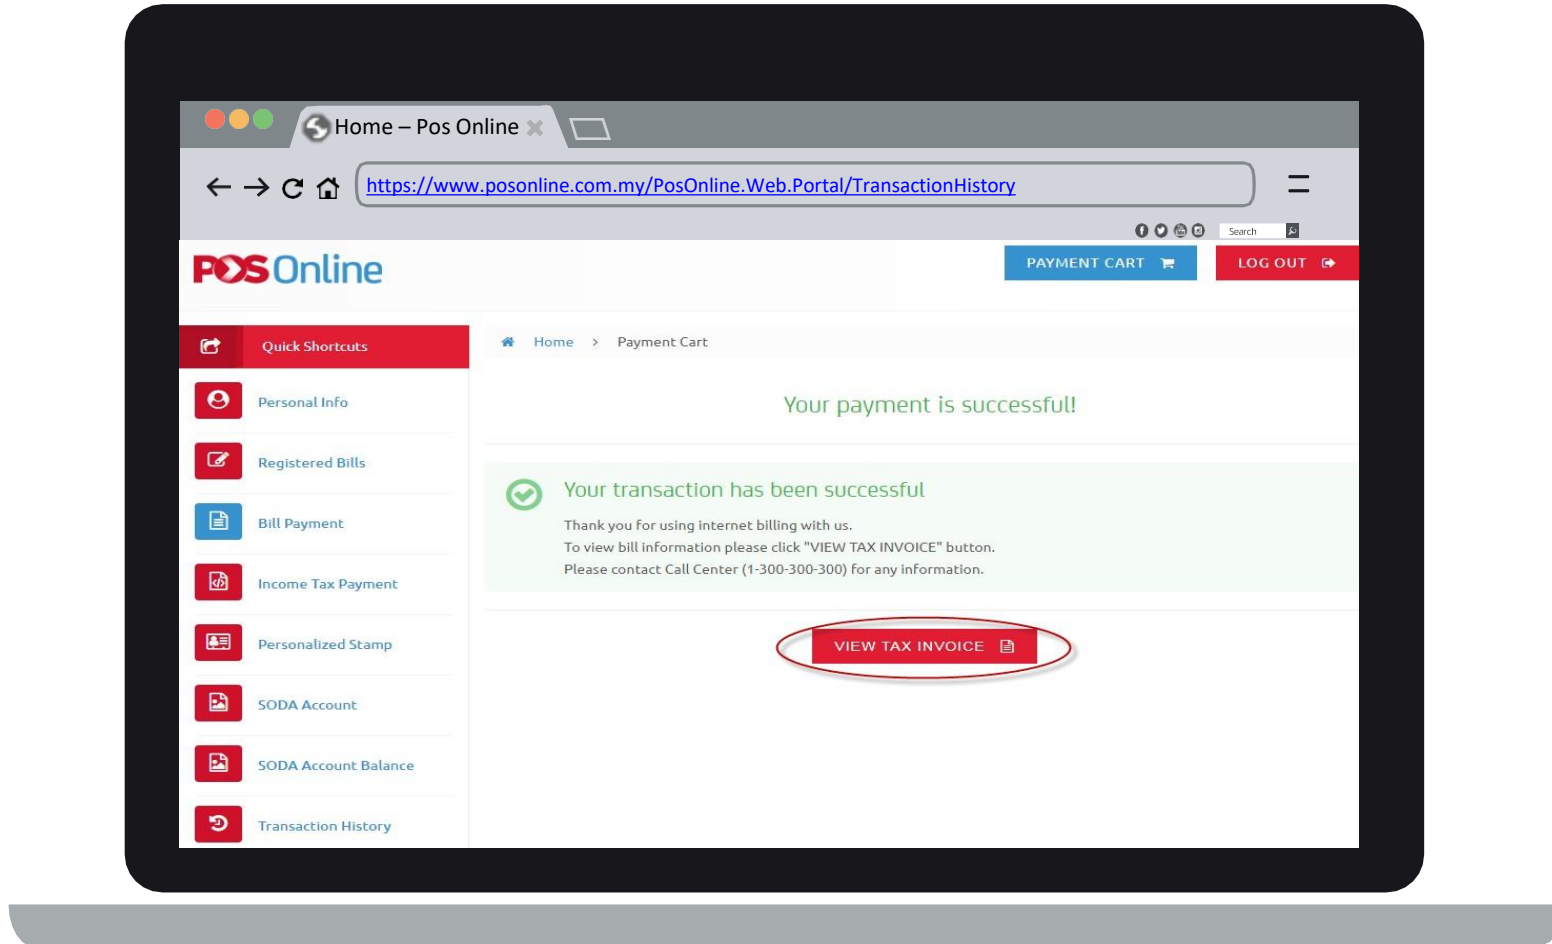 Home – Pos Online
https://www.posonline.com.my/PosOnline.Web.Portal/TransactionHistory
Search
POS Online
PAYMENT CART
LOG OUT
Quick Shortcuts
Home > Payment Cart
Personal Info
Your payment is successful!
Registered Bills
Your transaction has been successful
Bill Payment
Thank you for using internet billing with us.
To view bill information please click "VIEW TAX INVOICE" button.
Please contact Call Center (1-300-300-300) for any information.
Income Tax Payment
Personalized Stamp
VIEW TAX INVOICE
SODA Account
SODA Account Balance
Transaction History